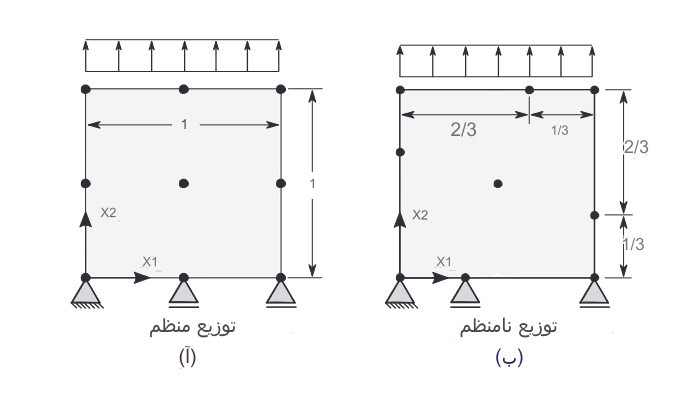 1
1
X2
X1
توزیع منظم
(آ)
2/3
1/3
2/3
1/3
X2
X1
توزیع نامنظم
(ب)